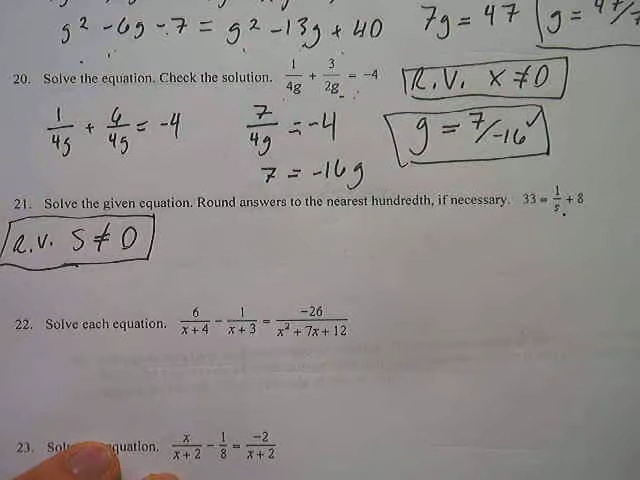 g² - 6g - 7 = g² - 13g + 40
7g = 47
g = 47/7
20. Solve the equation. Check the solution. 1/4g + 3/2g = -4
R.V. X ≠ 0
1/4g + 6/4g = -4
7/4g = -4
g = 7/-16 ✓
7 = -16g
21. Solve the given equation. Round answers to the nearest hundredth, if necessary. 33 = 1/s + 8
R.V. S ≠ 0
22. Solve each equation. 6/x + 4 - 1/x + 3 = -26/x² + 7x + 12
23. quation. x/x + 2 - 1/8 = -2/x + 2